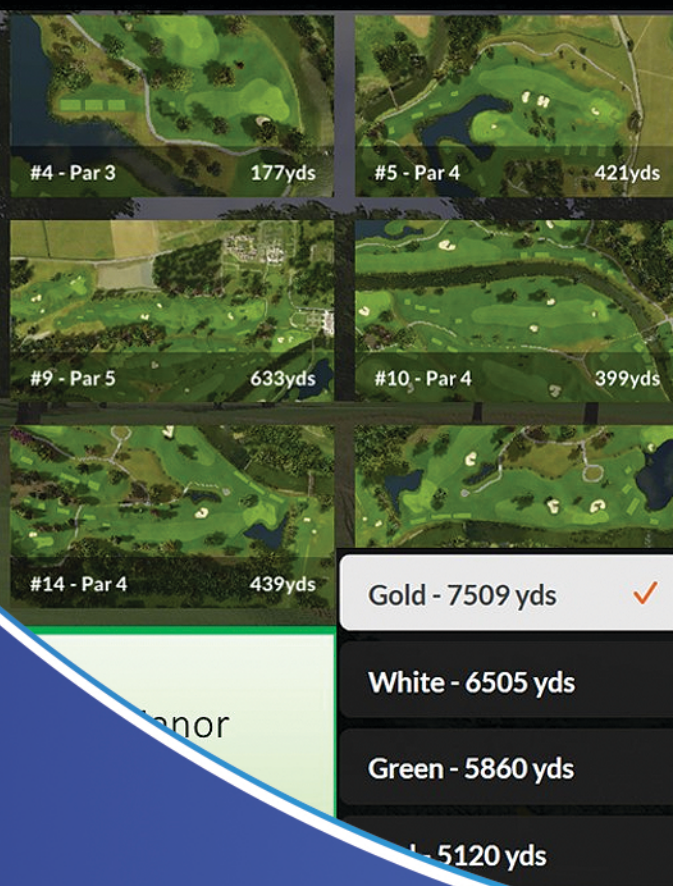 #4 - Par 3 177yds
#5 - Par 4 421yds
#9 - Par 5 633yds
#10 - Par 4 399yds
#14 - Par 4 439yds
Gold - 7509 yds
White - 6505 yds
Green - 5860 yds
- 5120 yds